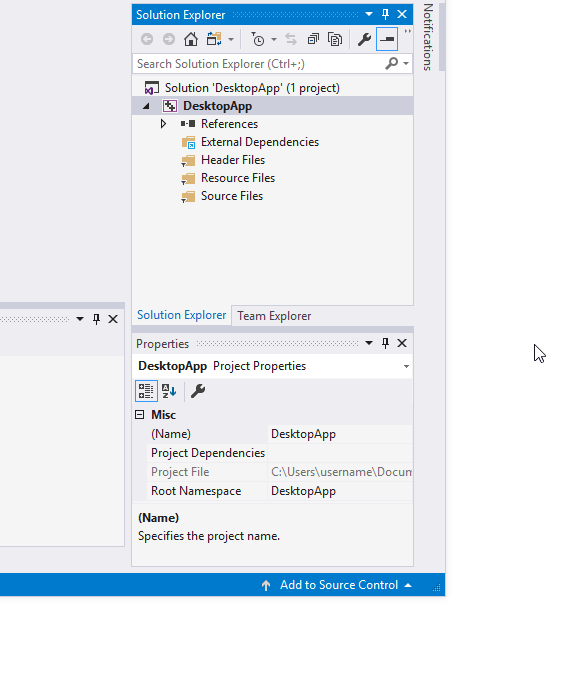 Solution Explorer
Notifications
Search Solution Explorer (Ctrl+;)
Solution 'DesktopApp' (1 project)
DesktopApp
References
External Dependencies
Header Files
Resource Files
Source Files
Solution Explorer Team Explorer
Properties
DesktopApp Project Properties
Misc
(Name) DesktopApp
Project Dependencies
Project File C:\Users\username\Docum
Root Namespace DesktopApp
(Name)
Specifies the project name.
Add to Source Control